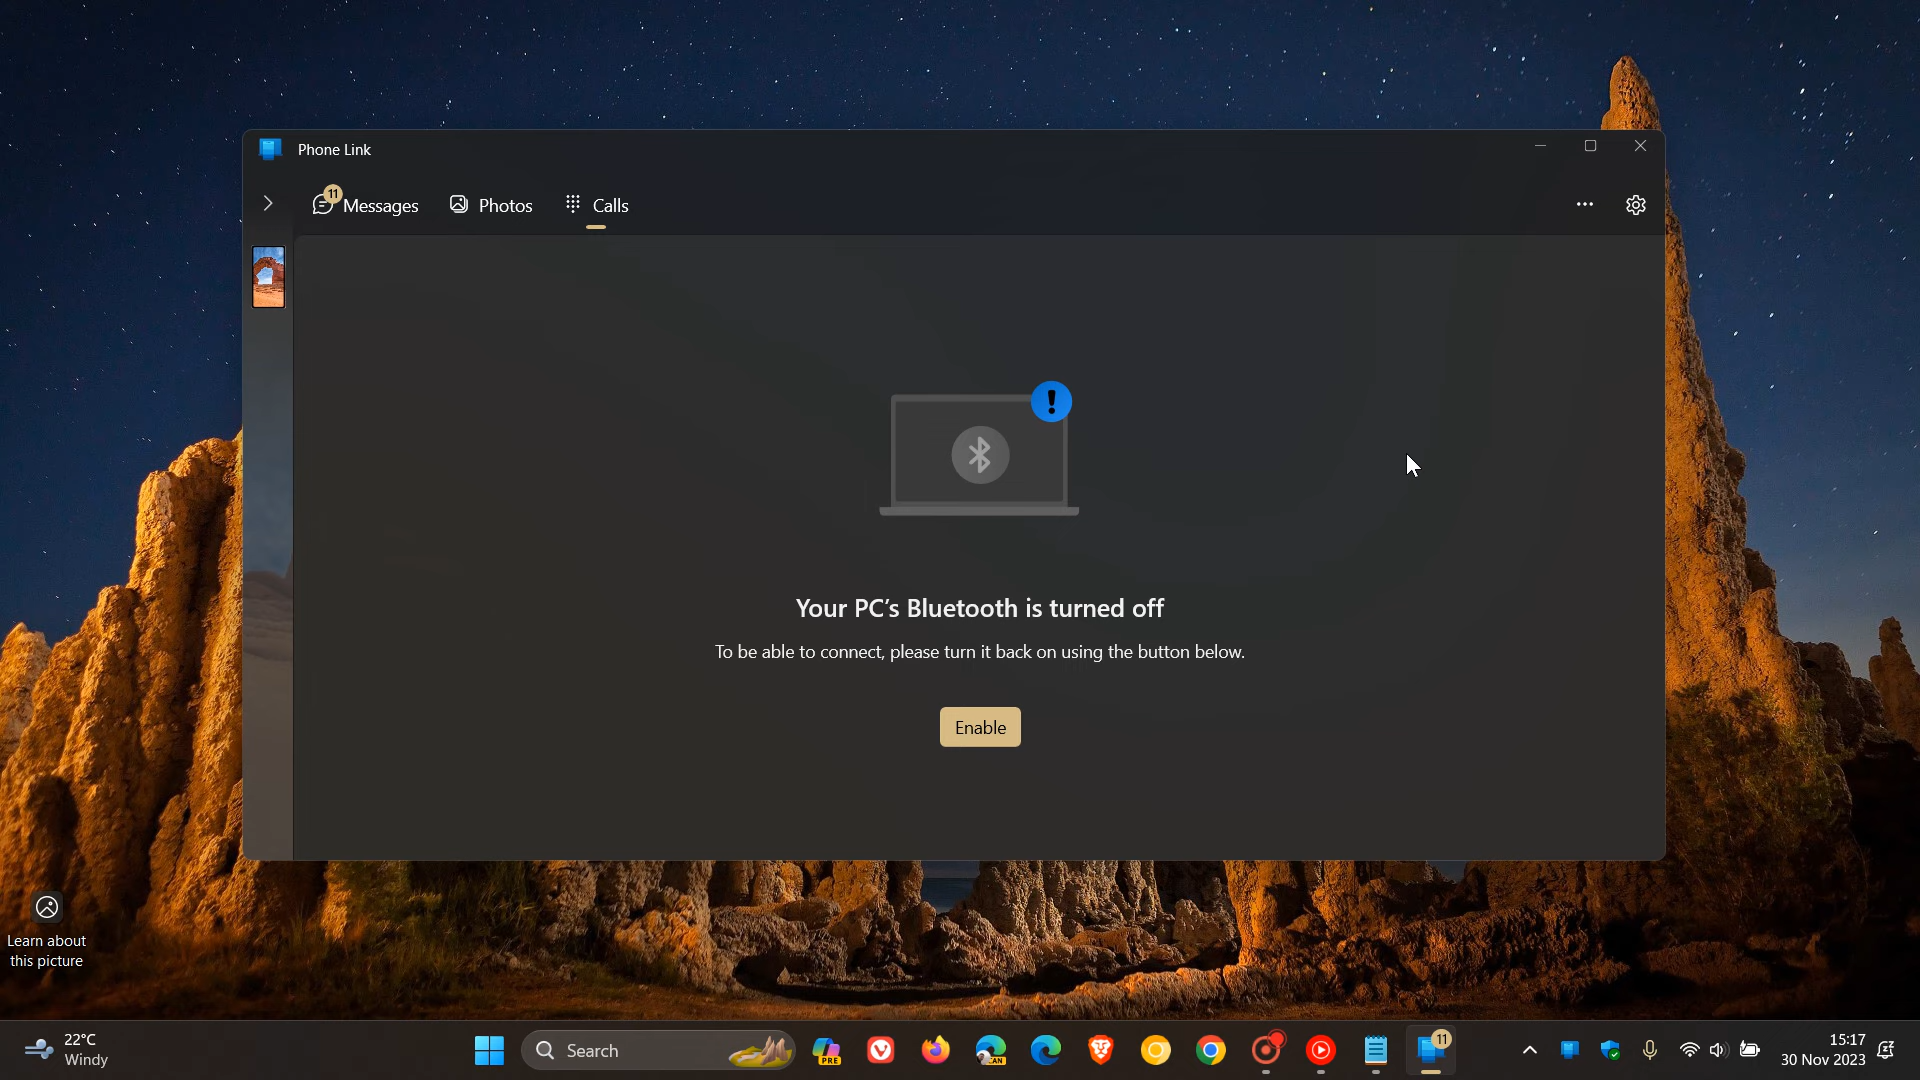 Phone Link
11
Messages
Photos
Calls
!
Your PC's Bluetooth is turned off
To be able to connect, please turn it back on using the button below.
Enable
Learn about
this picture
22°C
Windy
Search
PRE
CAN
11
15:17
30 Nov 2023